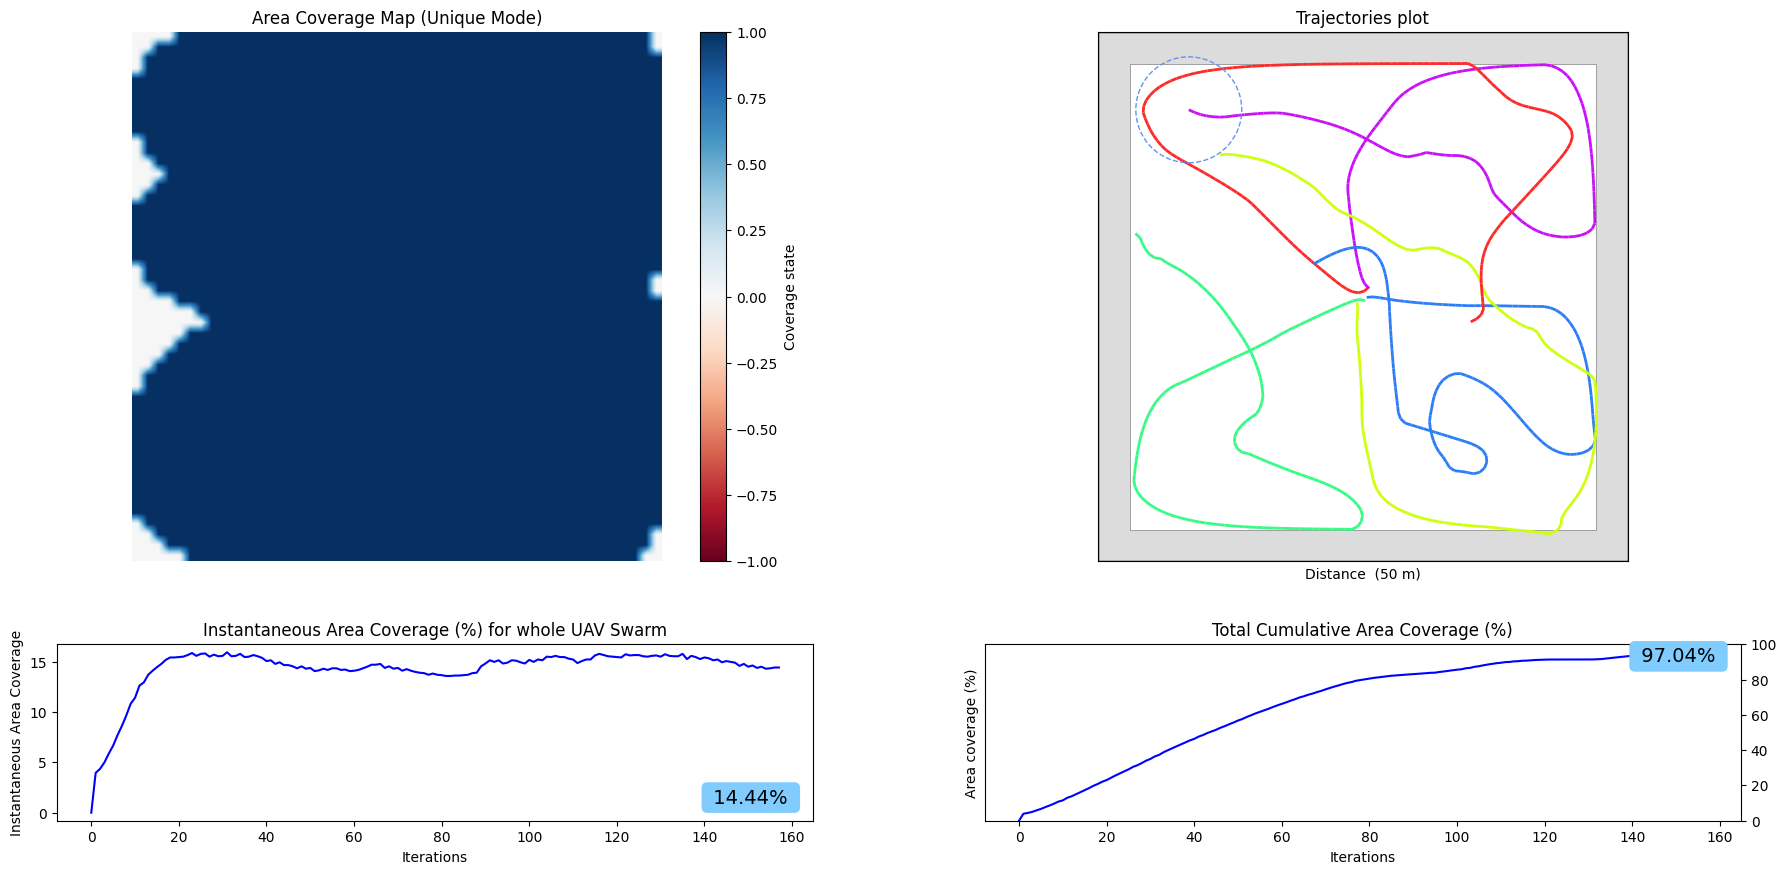 Area Coverage Map (Unique Mode)
1.00
0.75
0.50
0.25
0.00
−0.25
−0.50
−0.75
−1.00
Coverage state
Trajectories plot
Distance  (50 m)
Instantaneous Area Coverage (%) for whole UAV Swarm
Instantaneous Area Coverage
15
10
5
0
14.44%
0 20 40 60 80 100 120 140 160
Iterations
Total Cumulative Area Coverage (%)
Area coverage (%)
97.04%
100
80
60
40
20
0
0 20 40 60 80 100 120 140 160
Iterations